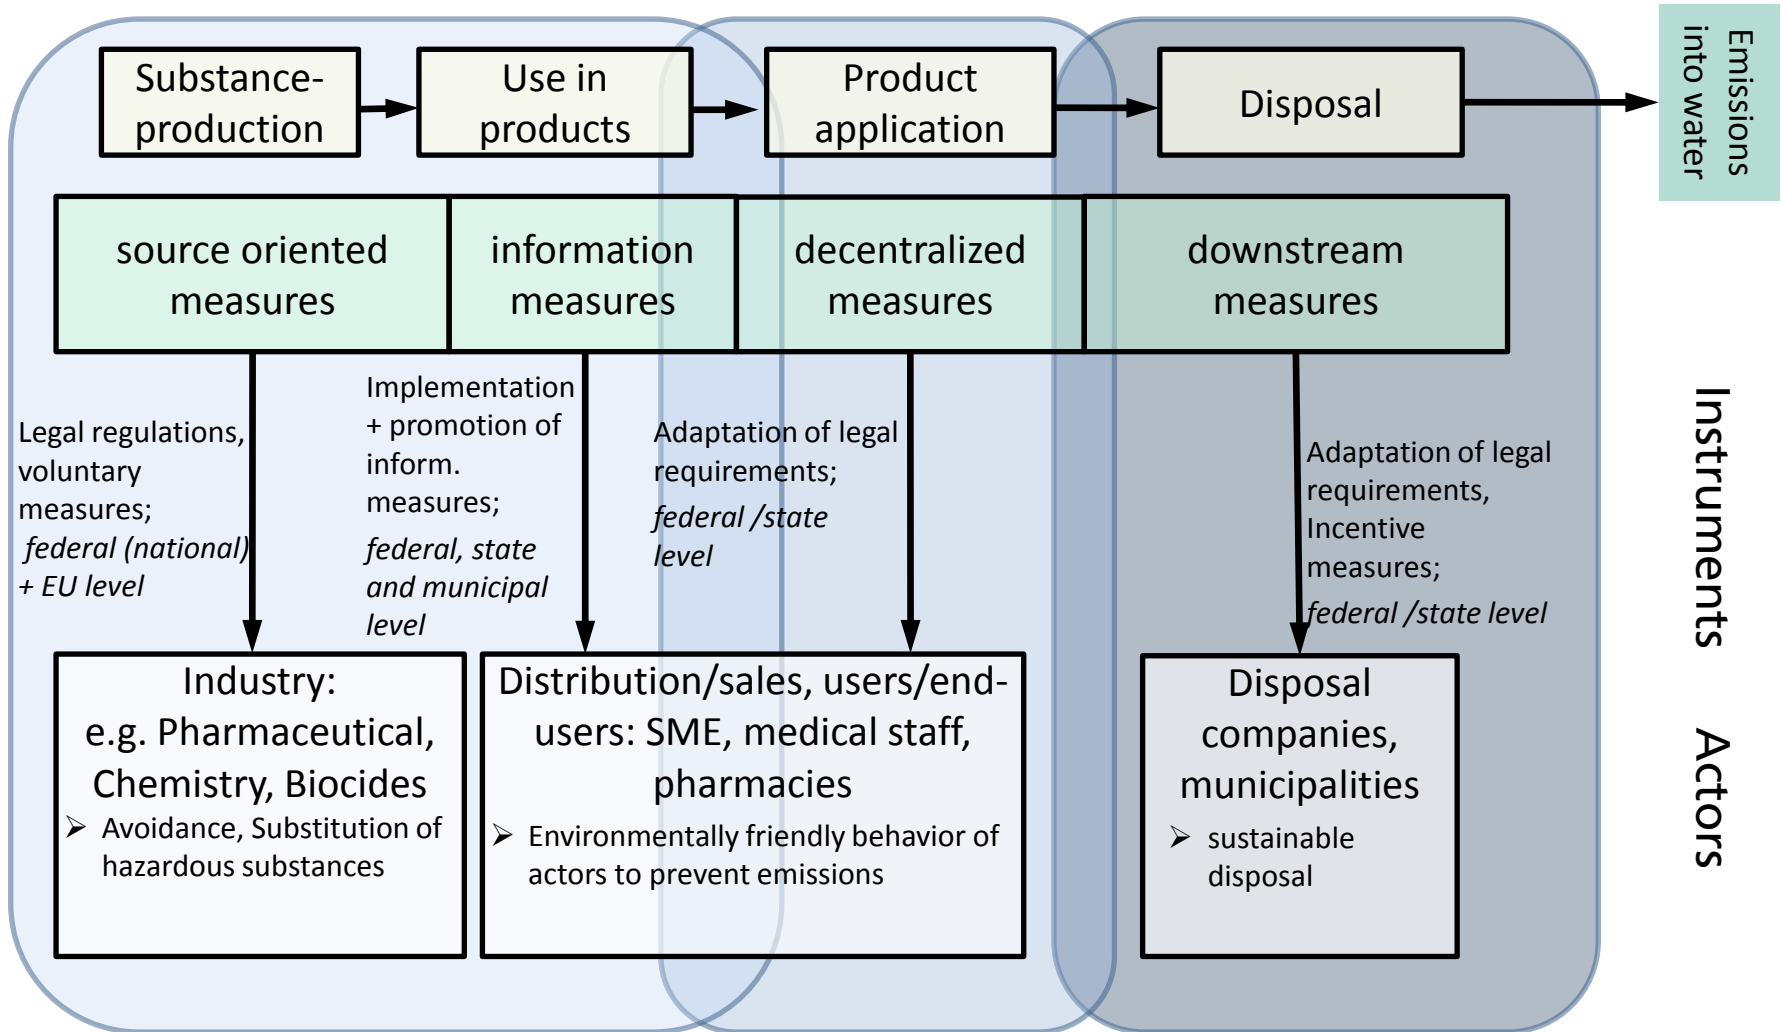 Substance-
production
Use in
products
Product
application
Disposal
Emissions
into water
source oriented
measures
information
measures
decentralized
measures
downstream
measures
Legal regulations,
voluntary
measures;
federal (national)
+ EU level
Implementation
+ promotion of
inform.
measures;
federal, state
and municipal
level
Adaptation of legal
requirements;
federal /state
level
Adaptation of legal
requirements,
Incentive
measures;
federal /state level
Instruments
Industry:
e.g. Pharmaceutical,
Chemistry, Biocides
➢ Avoidance, Substitution of
hazardous substances
Distribution/sales, users/end-
users: SME, medical staff,
pharmacies
➢ Environmentally friendly behavior of
actors to prevent emissions
Disposal
companies,
municipalities
➢ sustainable
disposal
Actors